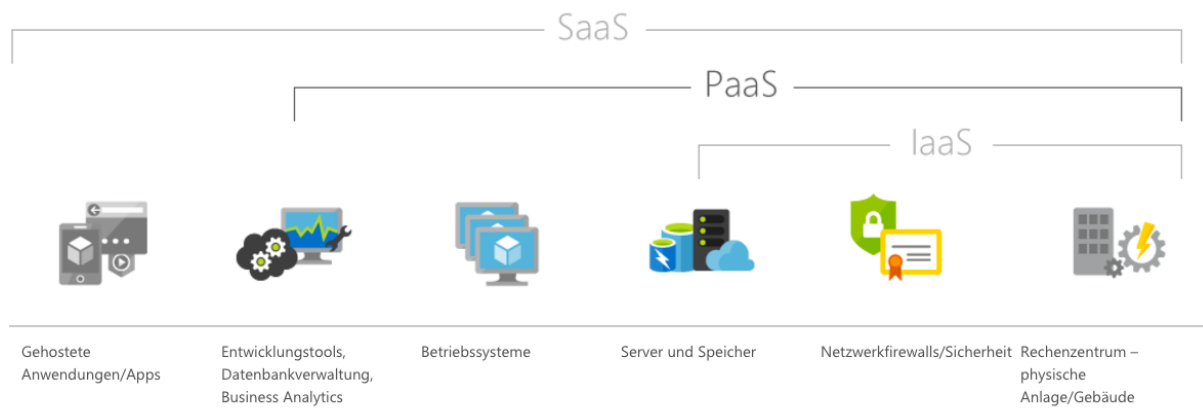 SaaS
PaaS
IaaS
Gehostete
Anwendungen/Apps
Entwicklungstools,
Datenbankverwaltung,
Business Analytics
Betriebssysteme
Server und Speicher
Netzwerkfirewalls/Sicherheit
Rechenzentrum –
physische
Anlage/Gebäude